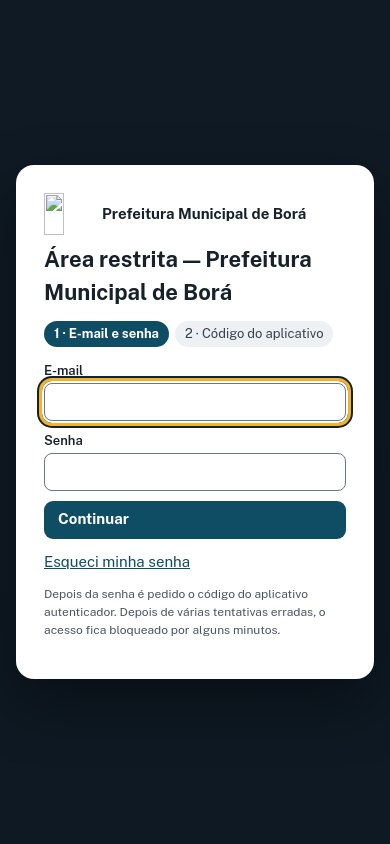 Prefeitura Municipal de Borá
Área restrita — Prefeitura
Municipal de Borá
1 · E-mail e senha
2 · Código do aplicativo
E-mail
Senha
Continuar
Esqueci minha senha
Depois da senha é pedido o código do aplicativo
autenticador. Depois de várias tentativas erradas, o
acesso fica bloqueado por alguns minutos.